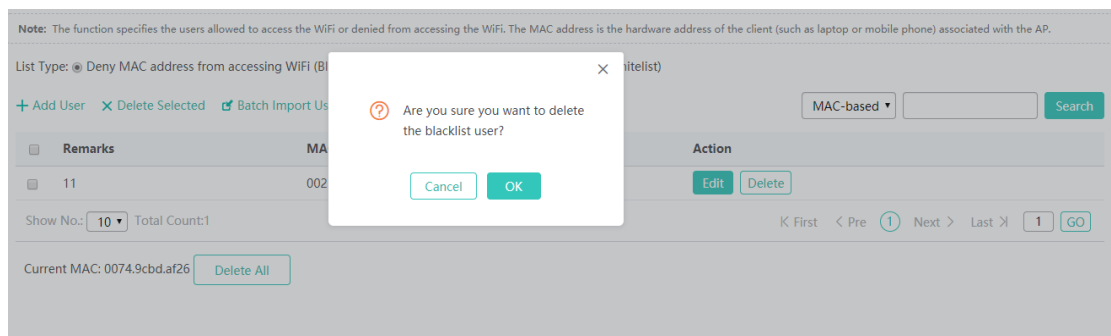 Note: The function specifies the users allowed to access the WiFi or denied from accessing the WiFi. The MAC address is the hardware address of the client (such as laptop or mobile phone) associated with the AP.
List Type: Deny MAC address from accessing WiFi (Bl hitelist)
+ Add User × Delete Selected Batch Import Us MAC-based Search
Are you sure you want to delete
the blacklist user?
Cancel OK
Remarks MA Action
11 002 Edit Delete
Show No.: 10 Total Count:1 First < Pre 1 Next > Last 1 GO
Current MAC: 0074.9cbd.af26 Delete All